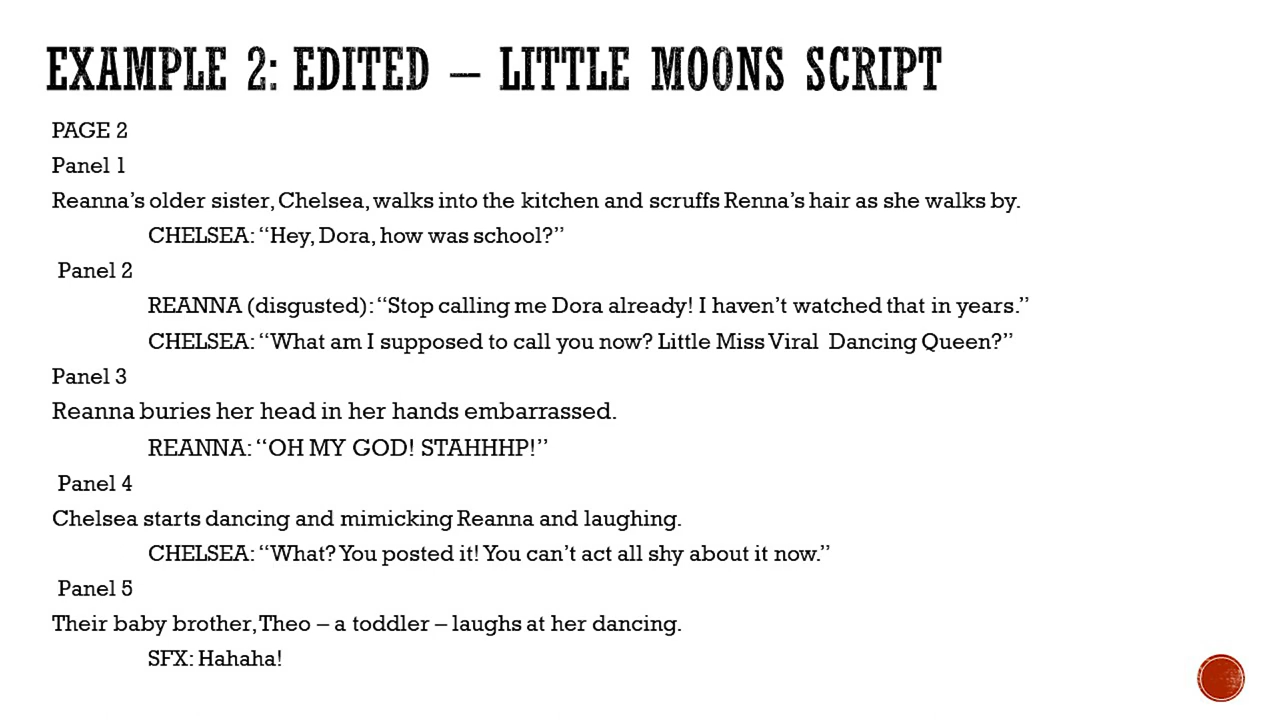 EXAMPLE 2: EDITED – LITTLE MOONS SCRIPT
PAGE 2
Panel 1
Reanna’s older sister, Chelsea, walks into the kitchen and scruffs Renna’s hair as she walks by.
CHELSEA: “Hey, Dora, how was school?”
Panel 2
REANNA (disgusted): “Stop calling me Dora already! I haven’t watched that in years.”
CHELSEA: “What am I supposed to call you now? Little Miss Viral  Dancing Queen?”
Panel 3
Reanna buries her head in her hands embarrassed.
REANNA: “OH MY GOD! STAHHHP!”
Panel 4
Chelsea starts dancing and mimicking Reanna and laughing.
CHELSEA: “What? You posted it! You can’t act all shy about it now.”
Panel 5
Their baby brother, Theo – a toddler – laughs at her dancing.
SFX: Hahaha!